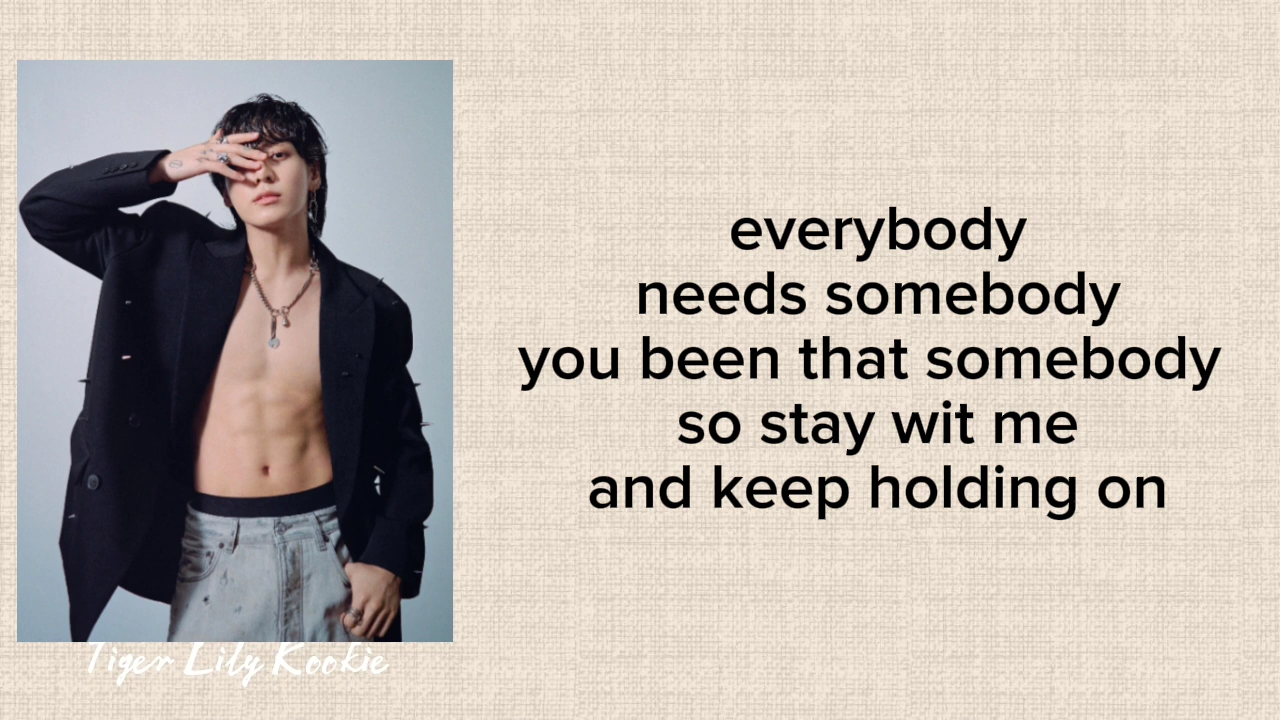 everybody
needs somebody
you been that somebody
so stay wit me
and keep holding on
Tiger Lily Kookie